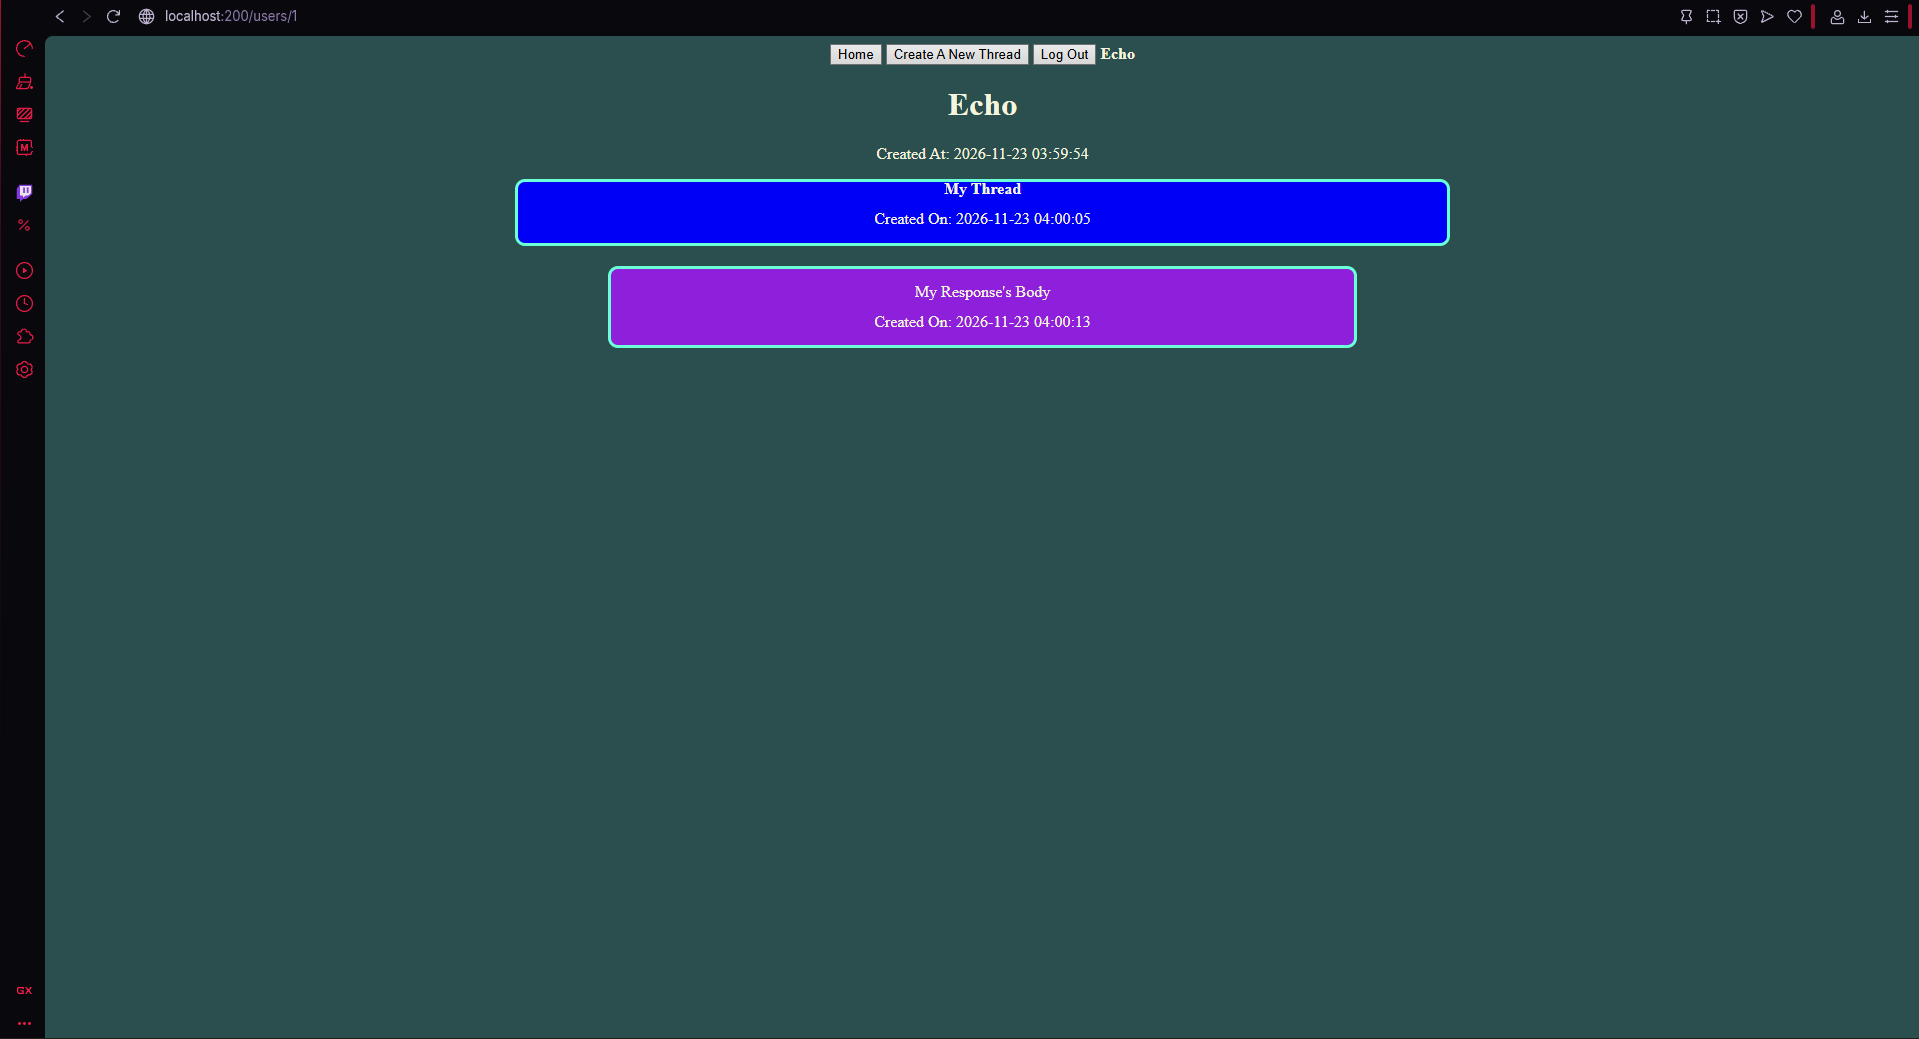 localhost:200/users/1
Home Create A New Thread Log Out Echo
Echo
Created At: 2026-11-23 03:59:54
My Thread
Created On: 2026-11-23 04:00:05
My Response's Body
Created On: 2026-11-23 04:00:13
M
%
GX